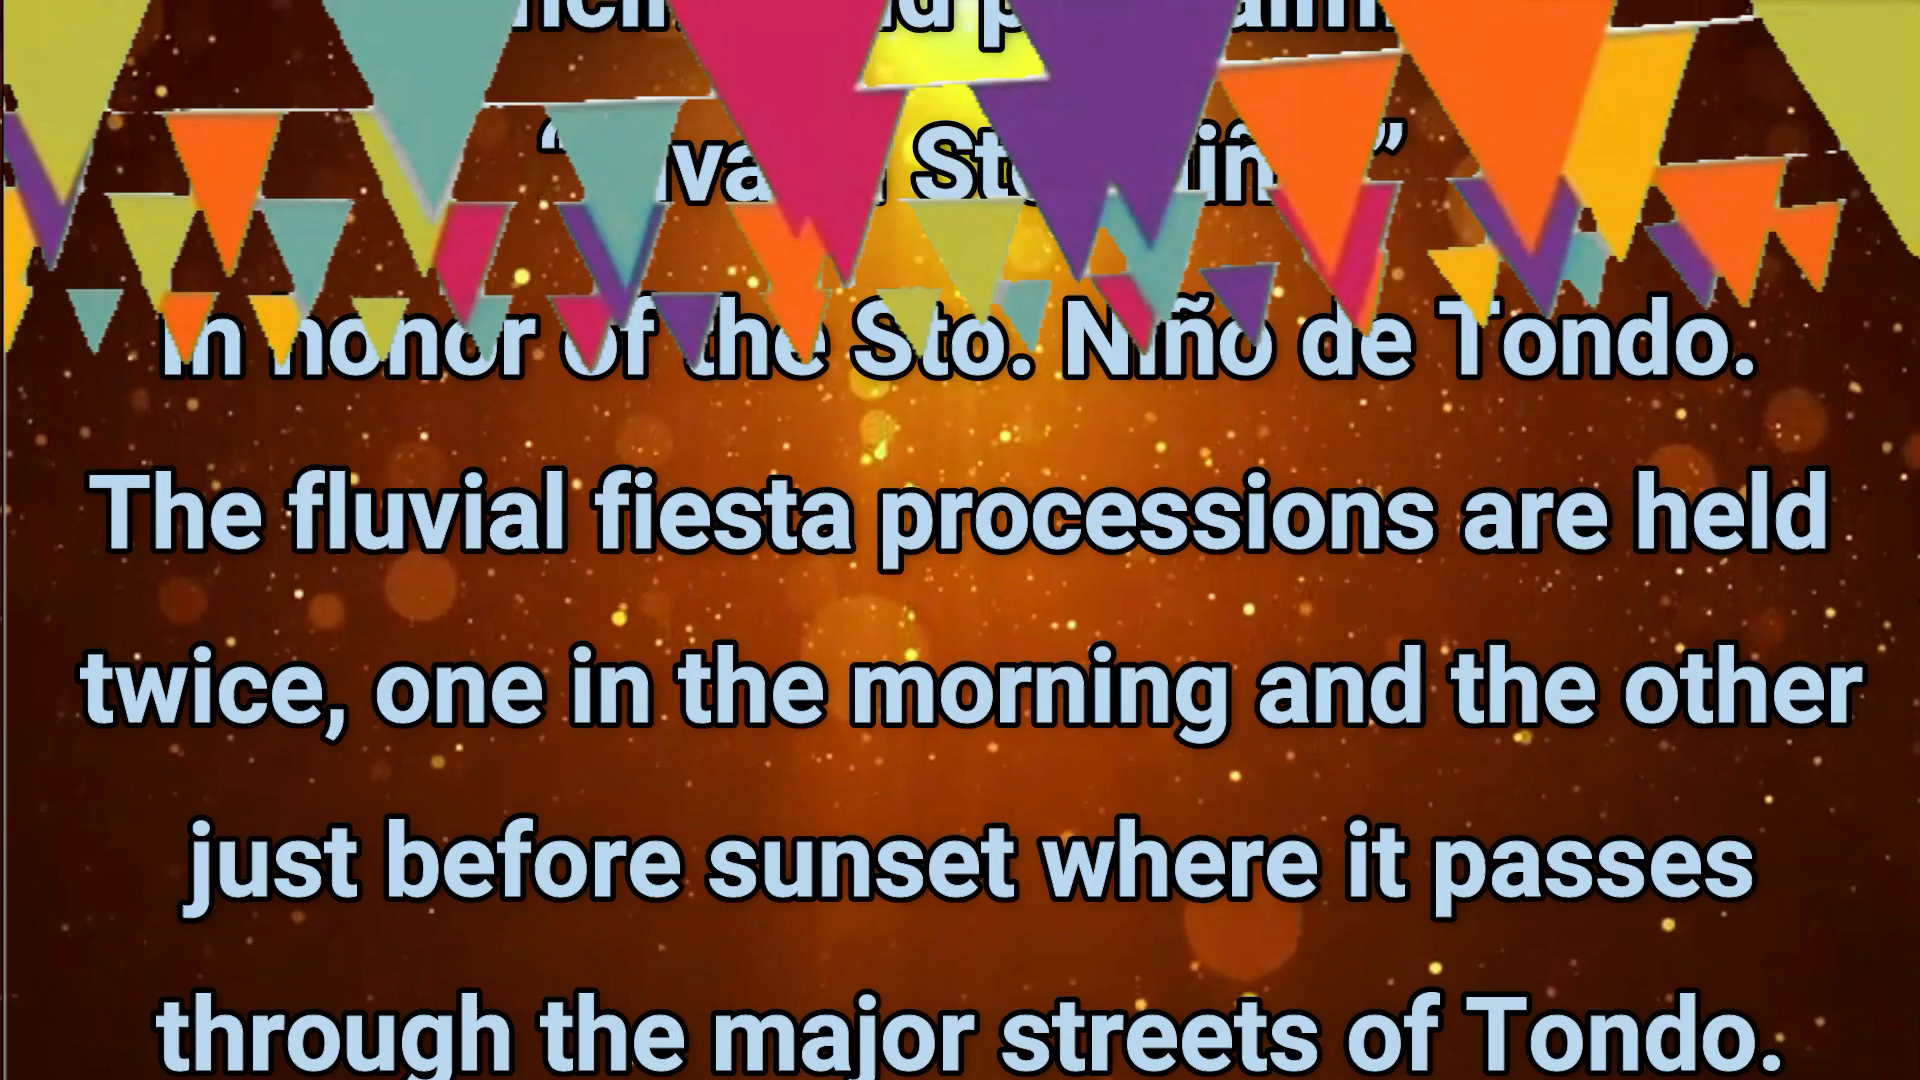 In honor of the Sto. Niño de Tondo.
The fluvial fiesta processions are held
twice, one in the morning and the other
just before sunset where it passes
through the major streets of Tondo.